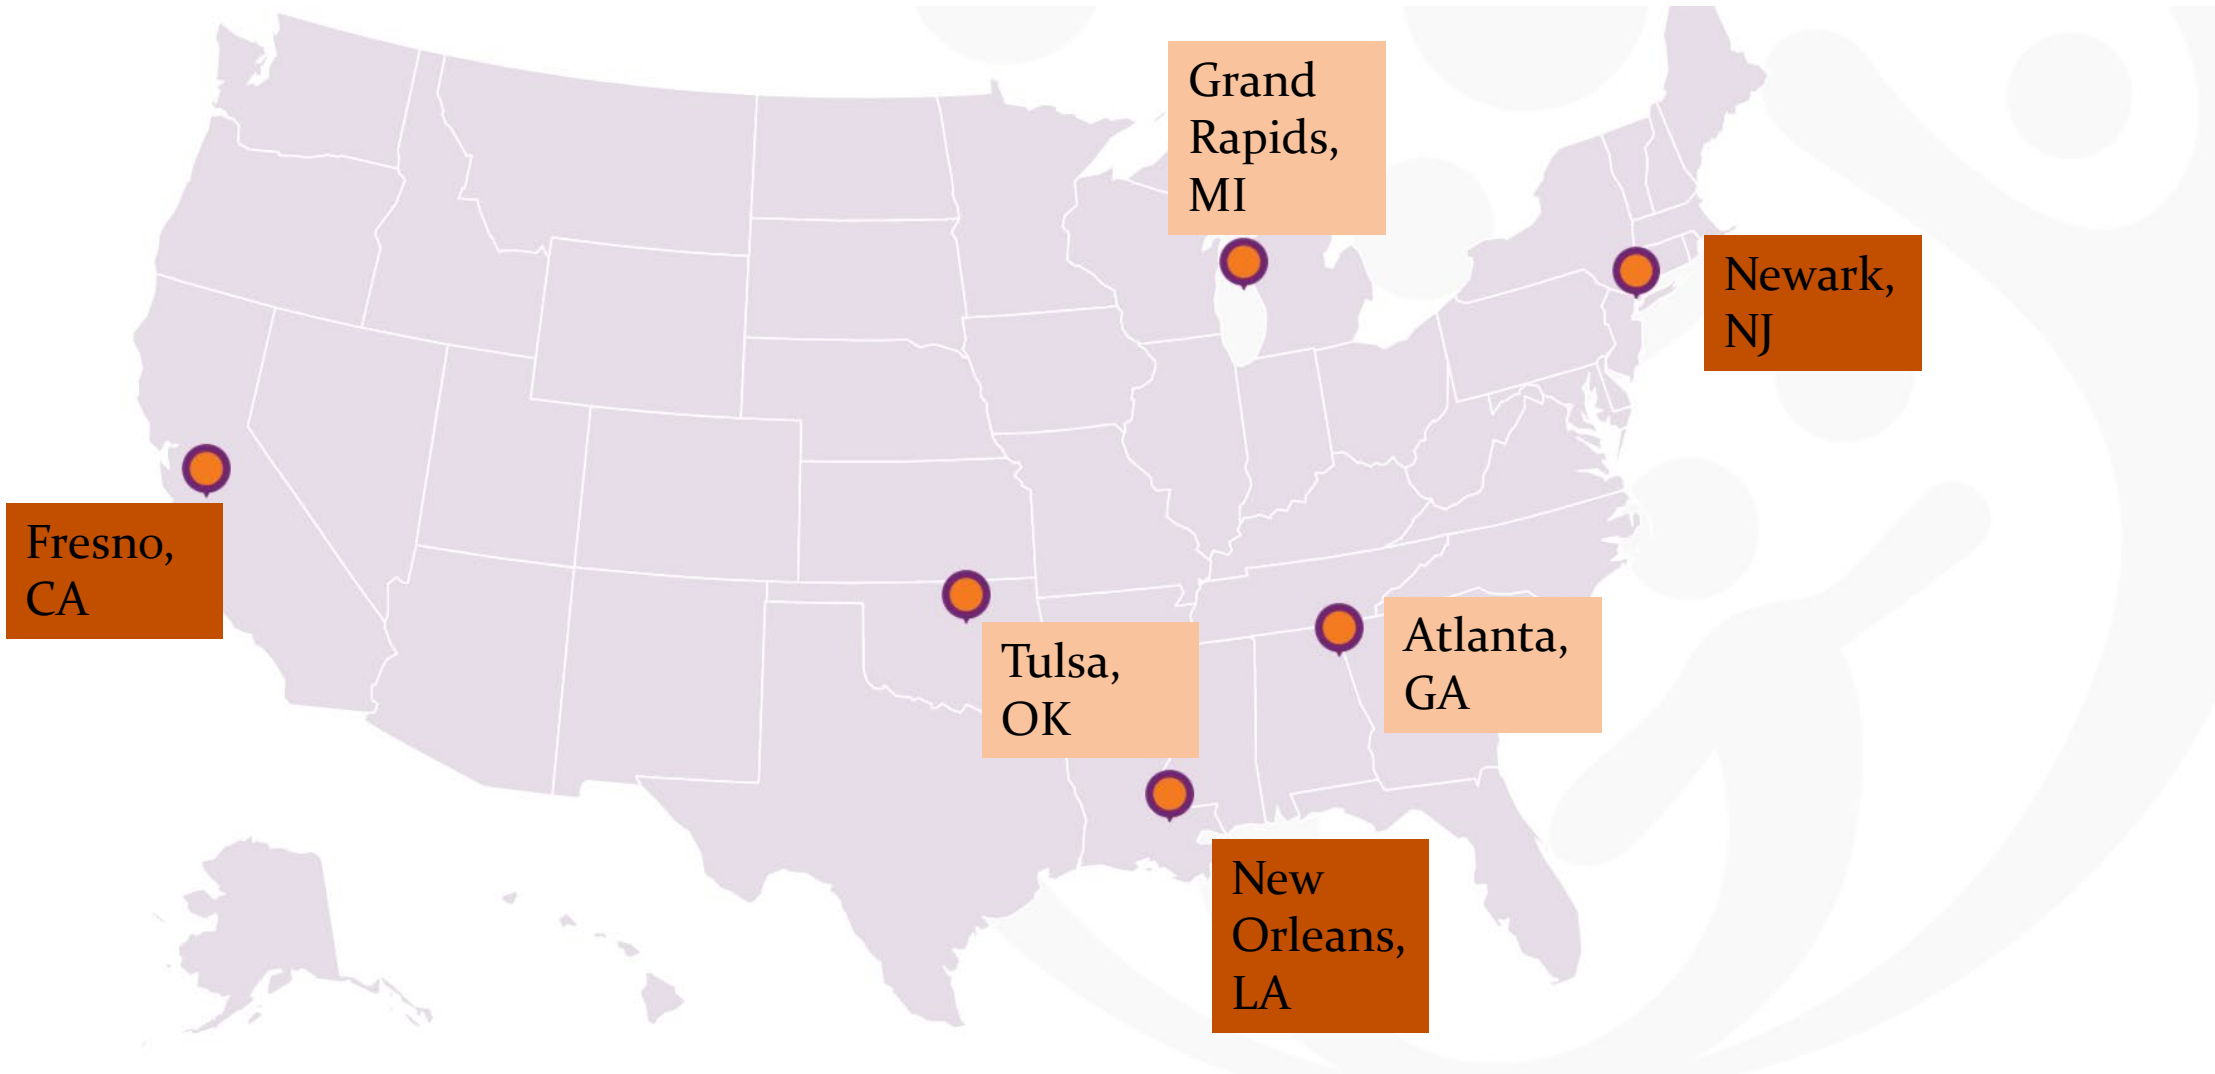 Grand
Rapids,
MI
Newark,
NJ
Fresno,
CA
Tulsa,
OK
Atlanta,
GA
New
Orleans,
LA